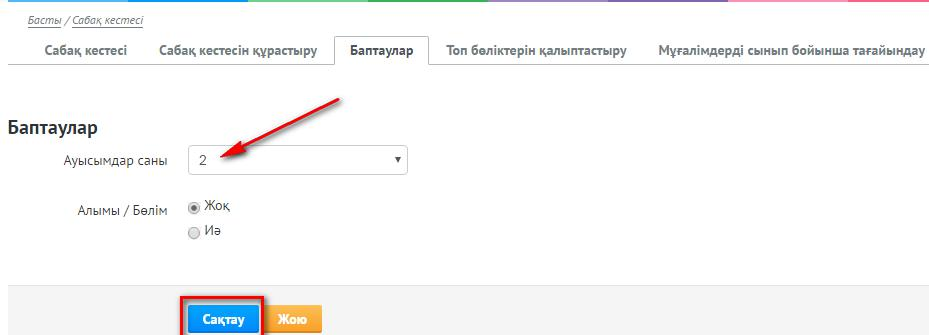 Басты / Сабақ кестесі
Сабақ кестесі Сабақ кестесін құрастыру Баптаулар Топ бөліктерін қалыптастыру Мұғалімдерді сынып бойынша тағайындау
Баптаулар
Ауысымдар саны 2
Алымы / Бөлім Жоқ
Иә
Сақтау Жою